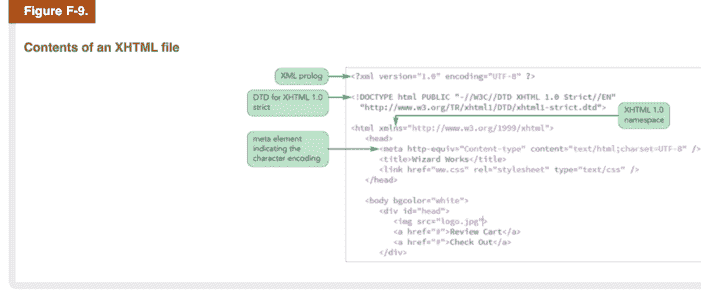 Figure F-9.
Contents of an XHTML file
XML prolog
<?xml version="1.0" encoding="UTF-8" ?>
DTD for XHTML 1.0
strict
<!DOCTYPE html PUBLIC "-//W3C//DTD XHTML 1.0 Strict//EN"
"http://www.w3.org/TR/xhtml1/DTD/xhtml1-strict.dtd">
XHTML 1.0
namespace
<html xmlns="http://www.w3.org/1999/xhtml">
<head>
meta element
indicating the
character encoding
<meta http-equiv="Content-type" content="text/html;charset=UTF-8" />
<title>Wizard Works</title>
<link href="ww.css" rel="stylesheet" type="text/css" />
</head>
<body bgcolor="white">
<div id="head">
<img src="logo.jpg">
<a href="#">Review Cart</a>
<a href="#">Check Out</a>
</div>